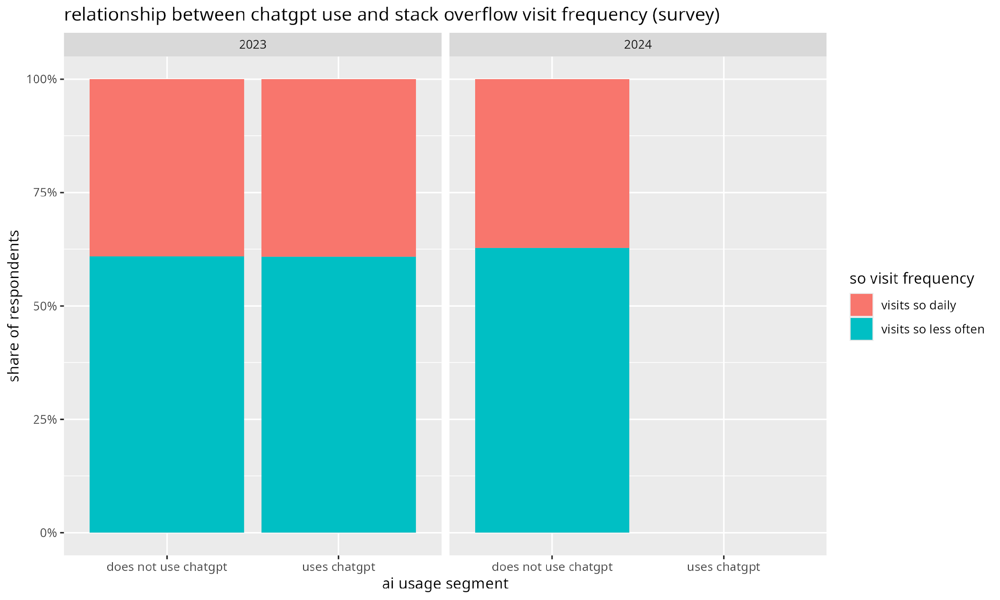 relationship between chatgpt use and stack overflow visit frequency (survey)
2023
2024
100%
75%
50%
25%
0%
share of respondents
does not use chatgpt
uses chatgpt
does not use chatgpt
uses chatgpt
ai usage segment
so visit frequency
visits so daily
visits so less often